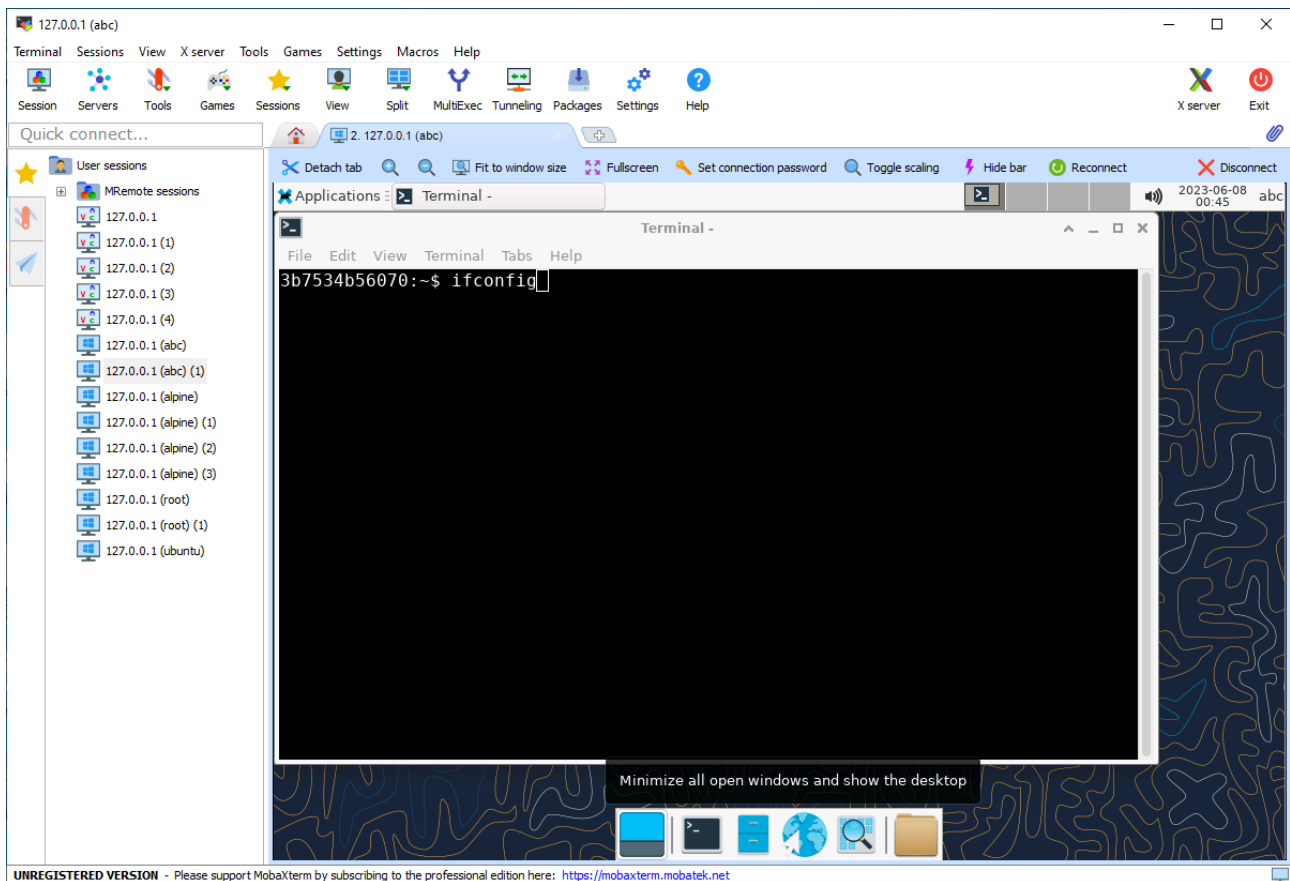 127.0.0.1 (abc)
Terminal Sessions View X server Tools Games Settings Macros Help
Session Servers Tools Games Sessions View Split MultiExec Tunneling Packages Settings Help X server Exit
Quick connect... 2. 127.0.0.1 (abc)
User sessions
Detach tab Fit to window size Fullscreen Set connection password Toggle scaling Hide bar Reconnect Disconnect
MRemote sessions
Applications Terminal - 2023-06-08 00:45 abc
127.0.0.1
127.0.0.1 (1)
127.0.0.1 (2)
127.0.0.1 (3)
127.0.0.1 (4)
127.0.0.1 (abc)
127.0.0.1 (abc) (1)
127.0.0.1 (alpine)
127.0.0.1 (alpine) (1)
127.0.0.1 (alpine) (2)
127.0.0.1 (alpine) (3)
127.0.0.1 (root)
127.0.0.1 (root) (1)
127.0.0.1 (ubuntu)
Terminal -
File Edit View Terminal Tabs Help
3b7534b56070:~$ ifconfig
Minimize all open windows and show the desktop
UNREGISTERED VERSION - Please support MobaXterm by subscribing to the professional edition here: https://mobaxterm.mobatek.net